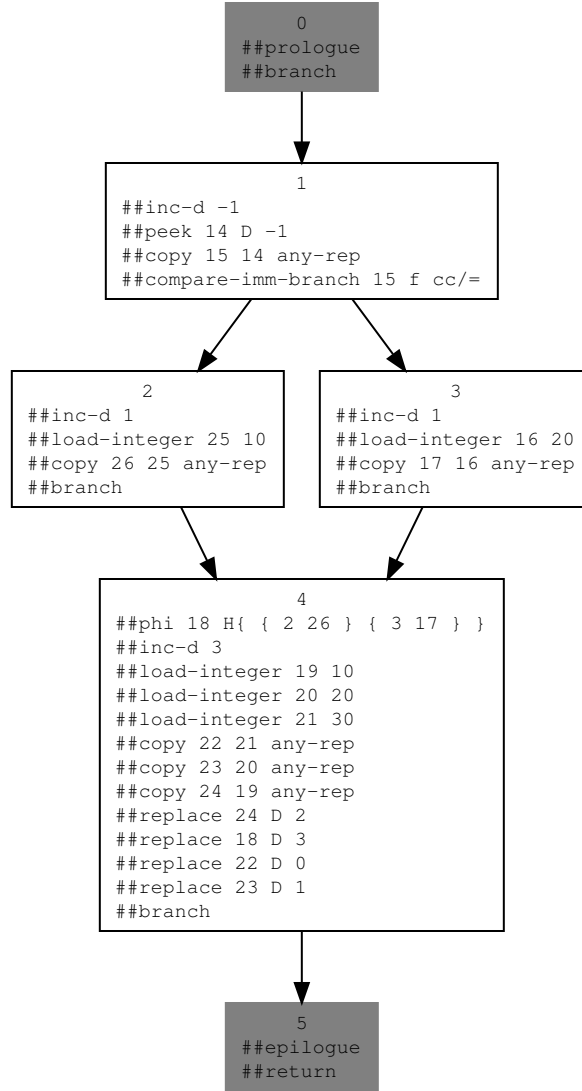 0
##prologue
##branch
1
##inc-d -1
##peek 14 D -1
##copy 15 14 any-rep
##compare-imm-branch 15 f cc/=
2
##inc-d 1
##load-integer 25 10
##copy 26 25 any-rep
##branch
3
##inc-d 1
##load-integer 16 20
##copy 17 16 any-rep
##branch
4
##phi 18 H{ { 2 26 } { 3 17 } }
##inc-d 3
##load-integer 19 10
##load-integer 20 20
##load-integer 21 30
##copy 22 21 any-rep
##copy 23 20 any-rep
##copy 24 19 any-rep
##replace 24 D 2
##replace 18 D 3
##replace 22 D 0
##replace 23 D 1
##branch
5
##epilogue
##return